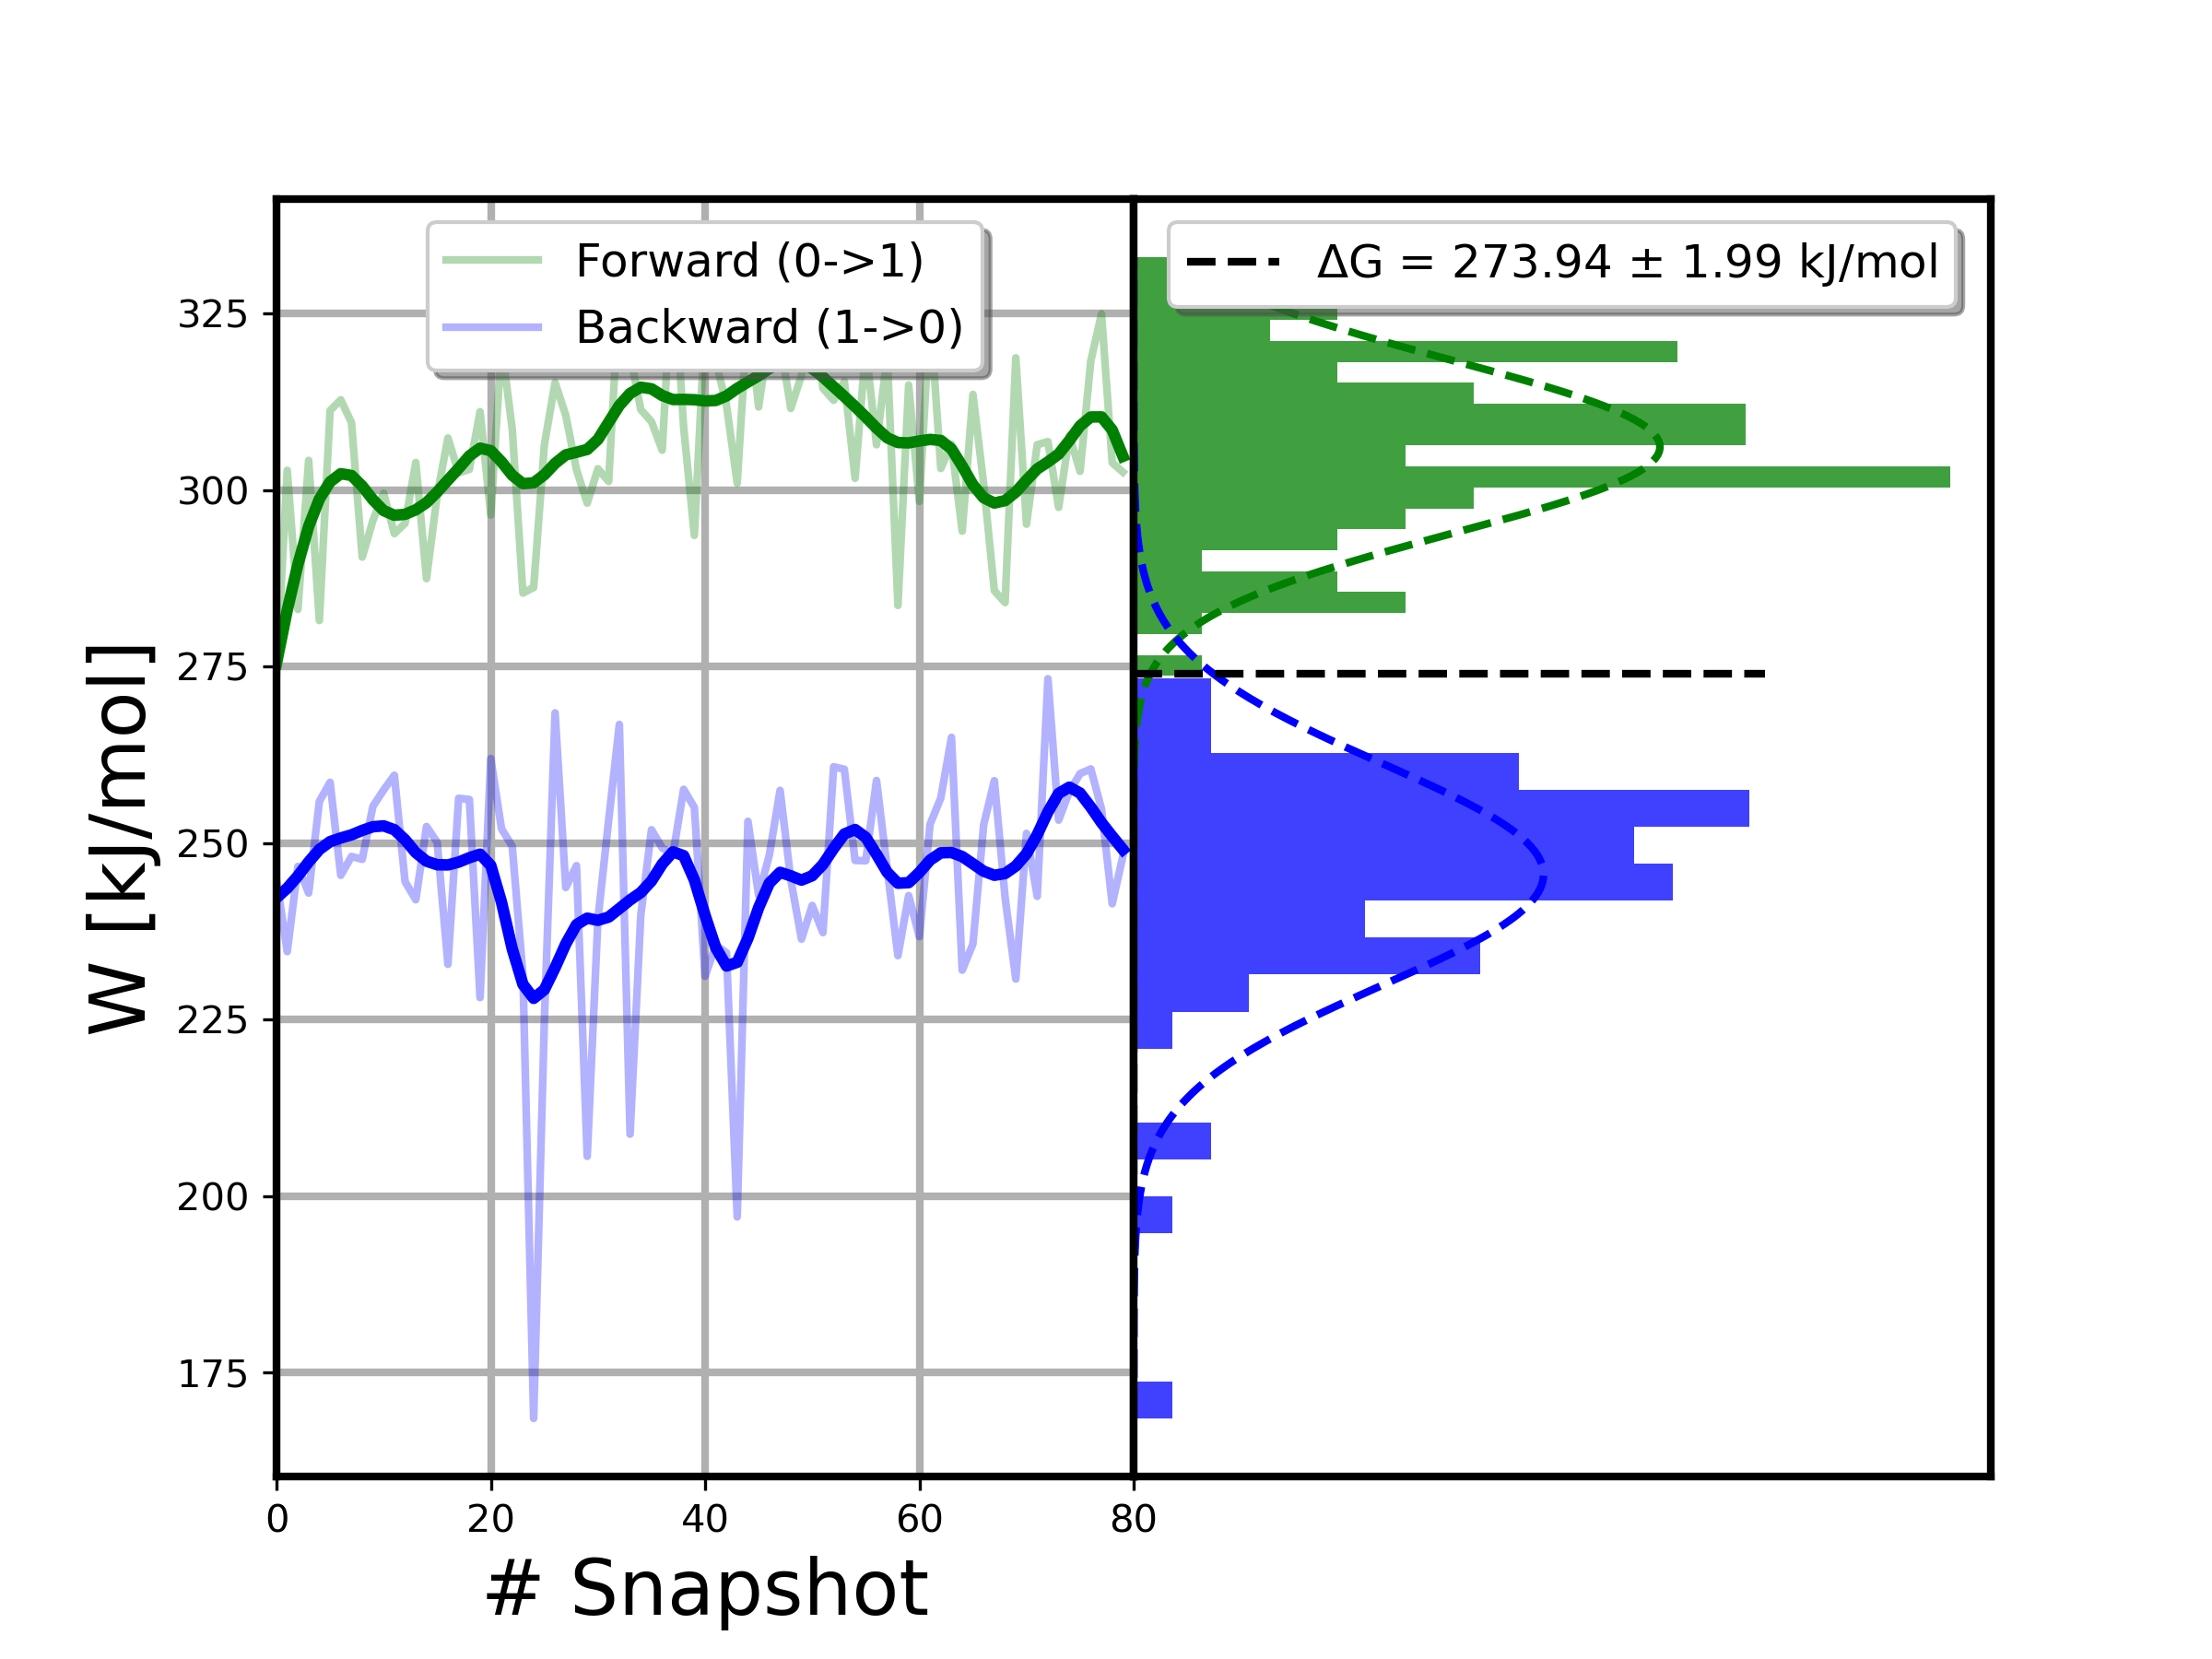 Forward (0->1)
Backward (1->0)
ΔG = 273.94 ± 1.99 kJ/mol
W [kJ/mol]
325
300
275
250
225
200
175
0 20 40 60 80
# Snapshot